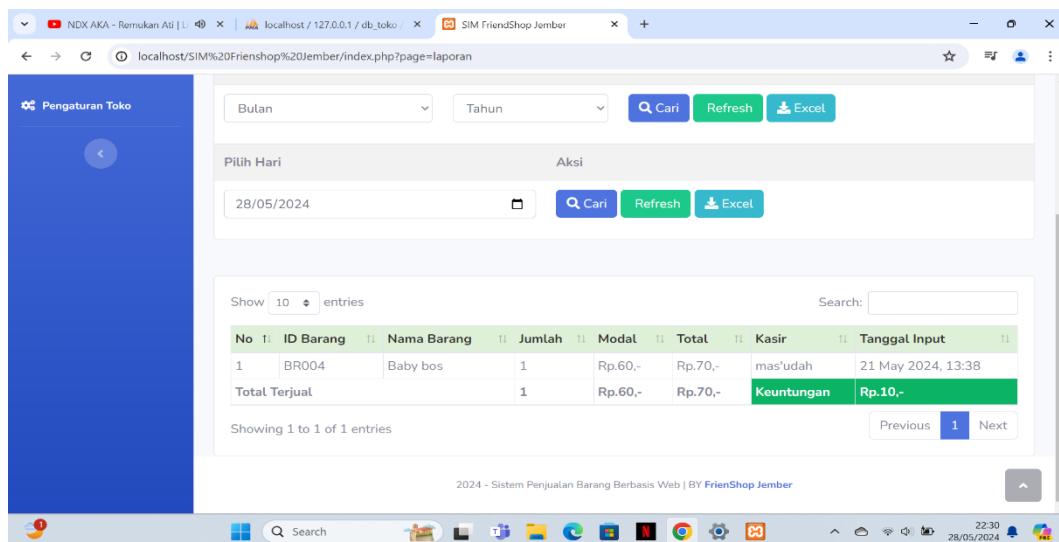 NDX AKA - Remukan Ati | Li
localhost / 127.0.0.1 / db_toko /
SIM FriendShop Jember
localhost/SIM%20Frienshop%20Jember/index.php?page=laporan
Pengaturan Toko
Bulan Tahun Cari Refresh Excel
Pilih Hari Aksi
28/05/2024 Cari Refresh Excel
Show 10 entries Search:
No ID Barang Nama Barang Jumlah Modal Total Kasir Tanggal Input
1 BR004 Baby bos 1 Rp.60,- Rp.70,- mas'udah 21 May 2024, 13:38
Total Terjual 1 Rp.60,- Rp.70,- Keuntungan Rp.10,-
Showing 1 to 1 of 1 entries Previous 1 Next
2024 - Sistem Penjualan Barang Berbasis Web | BY FrienShop Jember
1 Search 22:30
28/05/2024